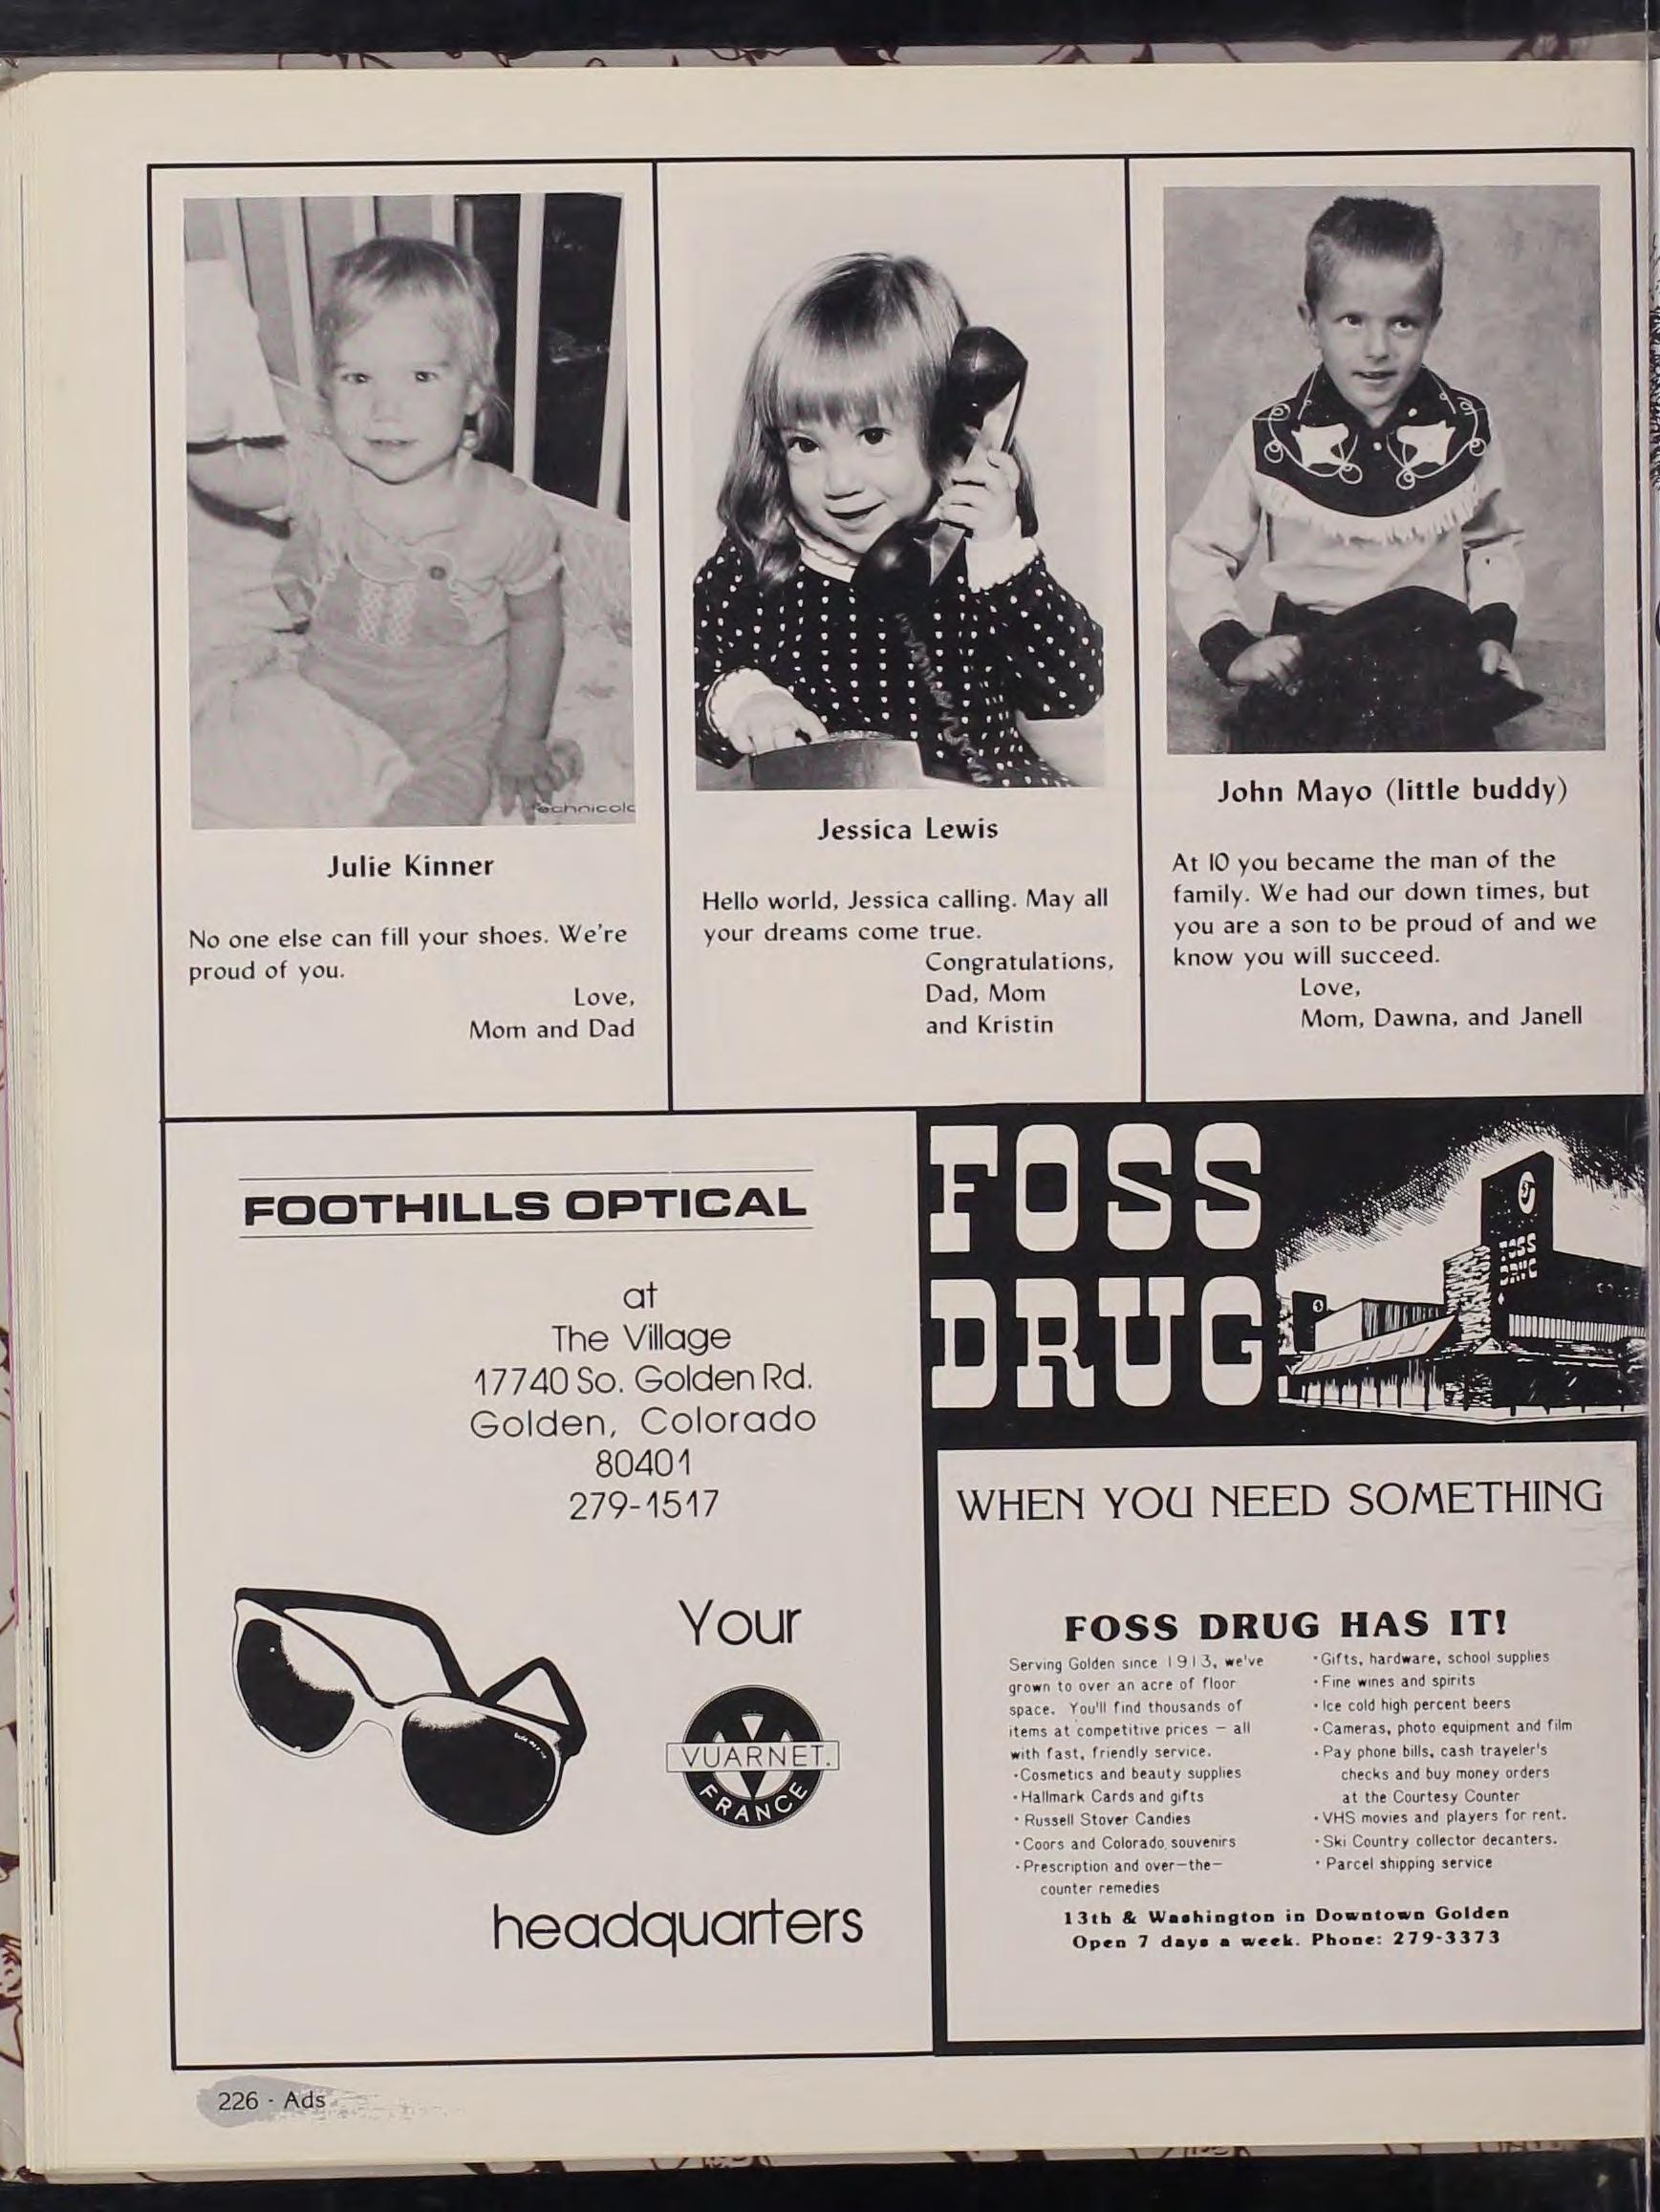 Technicolo
Julie Kinner
No one else can fill your shoes. We're
proud of you.
Love,
Mom and Dad
Jessica Lewis
Hello world, Jessica calling. May all
your dreams come true.
Congratulations,
Dad, Mom
and Kristin
John Mayo (little buddy)
At 10 you became the man of the
family. We had our down times, but
you are a son to be proud of and we
know you will succeed.
Love,
Mom, Dawna, and Janell
FOOTHILLS OPTICAL
at
The Village
17740 So. Golden Rd.
Golden, Colorado
80401
279-1517
Your
VUARNET.
FRANCE
headquarters
FOSS
DRUG
FOSS
DRUG
WHEN YOU NEED SOMETHING
FOSS DRUG HAS IT!
Serving Golden since 1913, we've
grown to over an acre of floor
space. You'll find thousands of
items at competitive prices — all
with fast, friendly service.
· Cosmetics and beauty supplies
· Hallmark Cards and gifts
· Russell Stover Candies
· Coors and Colorado souvenirs
· Prescription and over-the-
counter remedies
· Gifts, hardware, school supplies
· Fine wines and spirits
· Ice cold high percent beers
· Cameras, photo equipment and film
· Pay phone bills, cash traveler's
checks and buy money orders
at the Courtesy Counter
· VHS movies and players for rent.
· Ski Country collector decanters.
· Parcel shipping service
13th & Washington in Downtown Golden
Open 7 days a week. Phone: 279-3373
226 · Ads